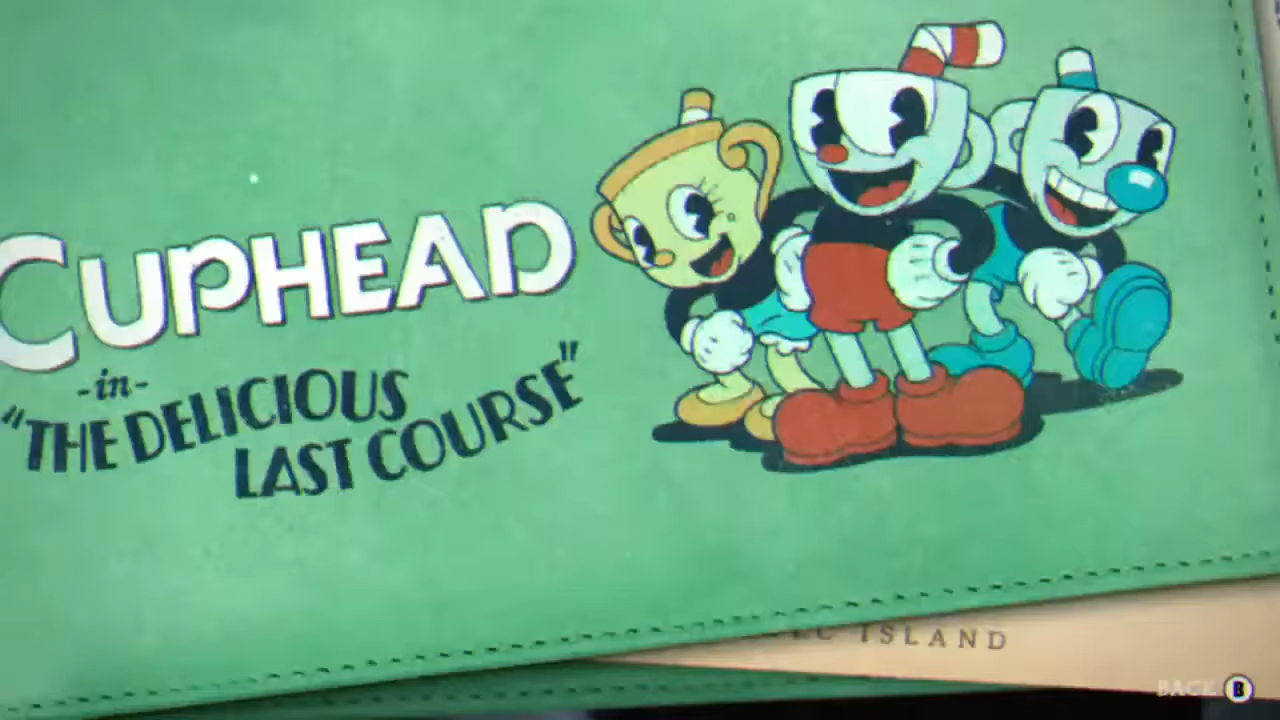 CUPHEAD
-in-
"THE DELICIOUS
LAST COURSE"
ISLAND
BACK B